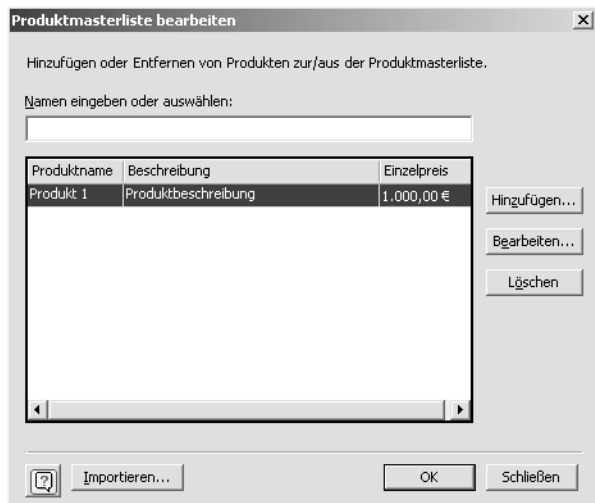 Produktmasterliste bearbeiten
Hinzufügen oder Entfernen von Produkten zur/aus der Produktmasterliste.
Namen eingeben oder auswählen:
Produktname Beschreibung Einzelpreis
Produkt 1 Produktbeschreibung 1.000,00 €
Hinzufügen...
Bearbeiten...
Löschen
Importieren... OK Schließen